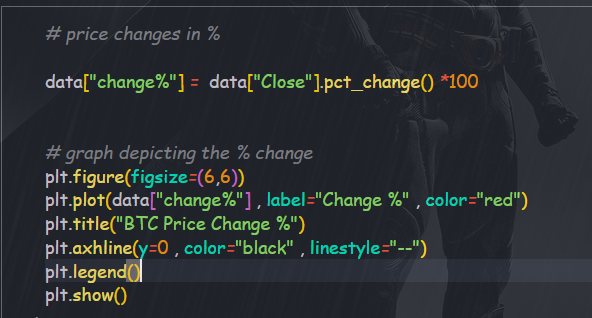 # price changes in %
data["change%"] = data["Close"].pct_change() *100
# graph depicting the % change
plt.figure(figsize=(6,6))
plt.plot(data["change%"] , label="Change %" , color="red")
plt.title("BTC Price Change %")
plt.axhline(y=0 , color="black" , linestyle="--")
plt.legend()
plt.show()